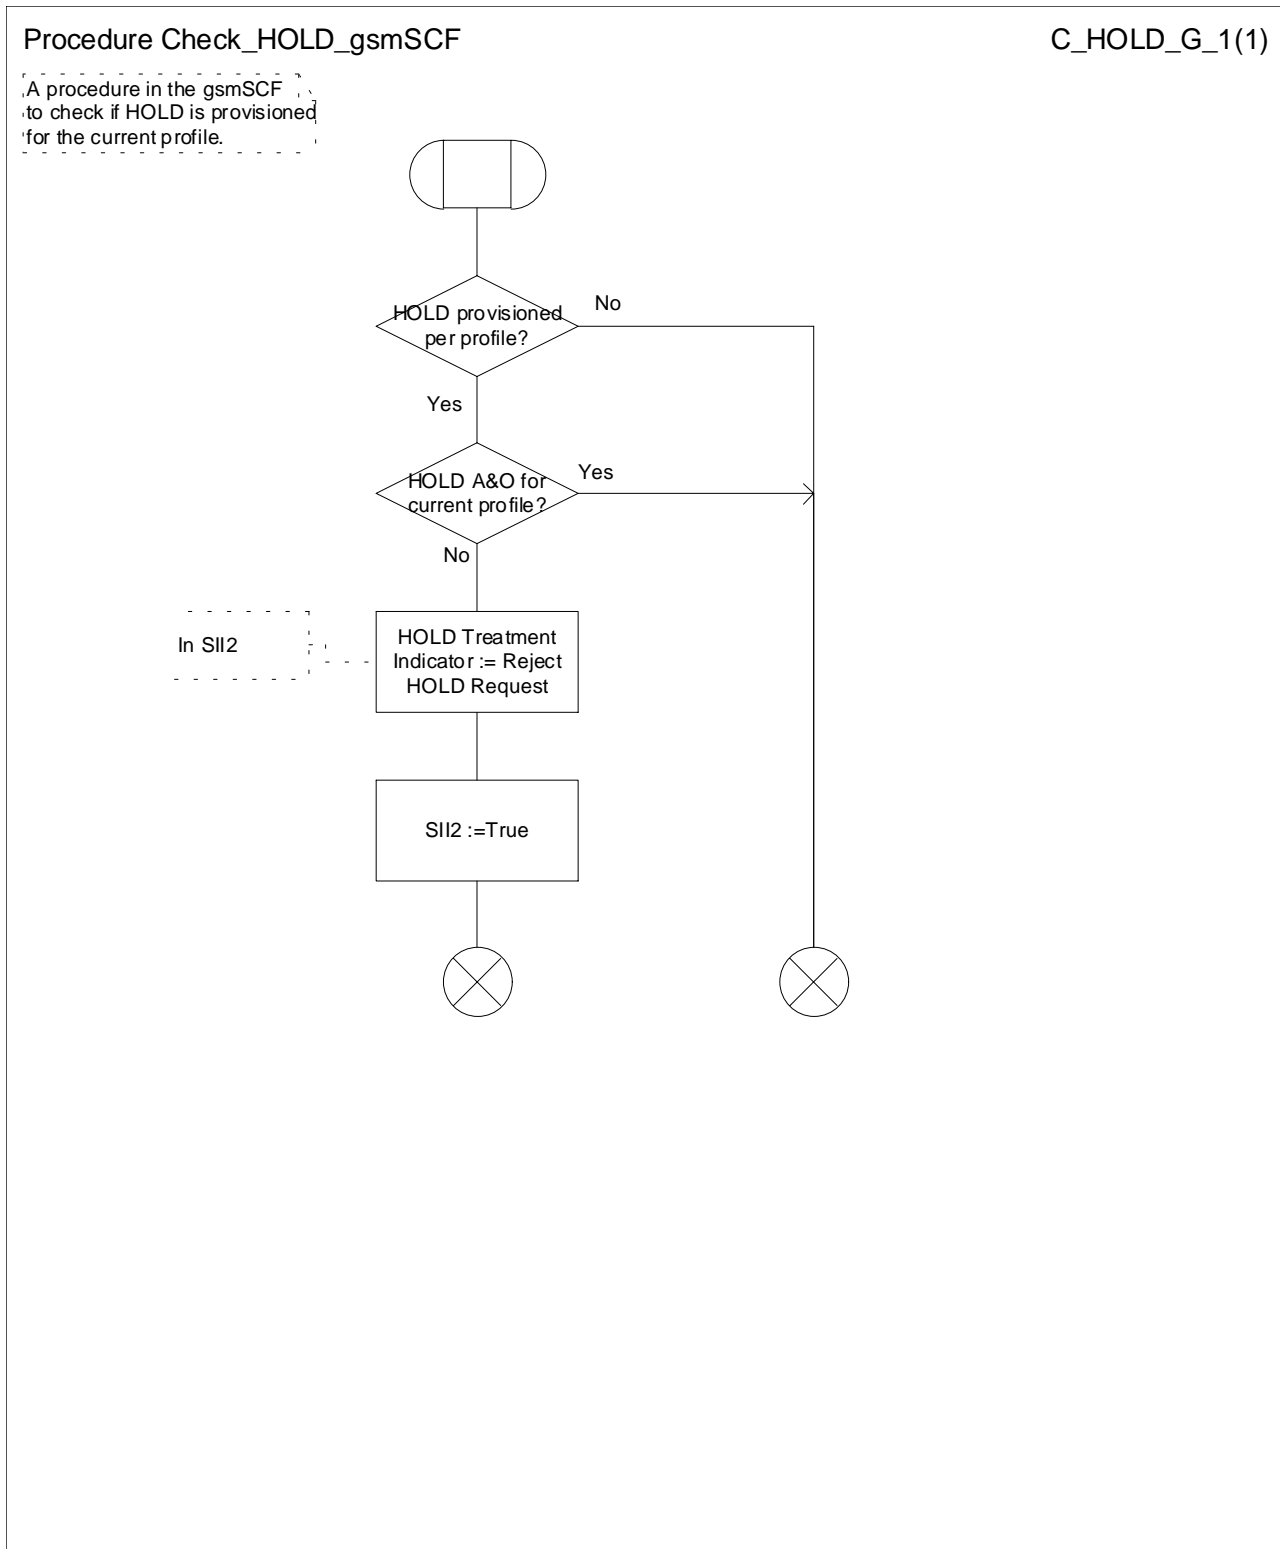 Procedure Check_HOLD_gsmSCF
C_HOLD_G_1(1)
A procedure in the gsmSCF
to check if HOLD is provisioned
for the current profile.
HOLD provisioned
per profile?
No
Yes
HOLD A&O for
current profile?
Yes
No
In SII2
HOLD Treatment
Indicator := Reject
HOLD Request
SII2 :=True